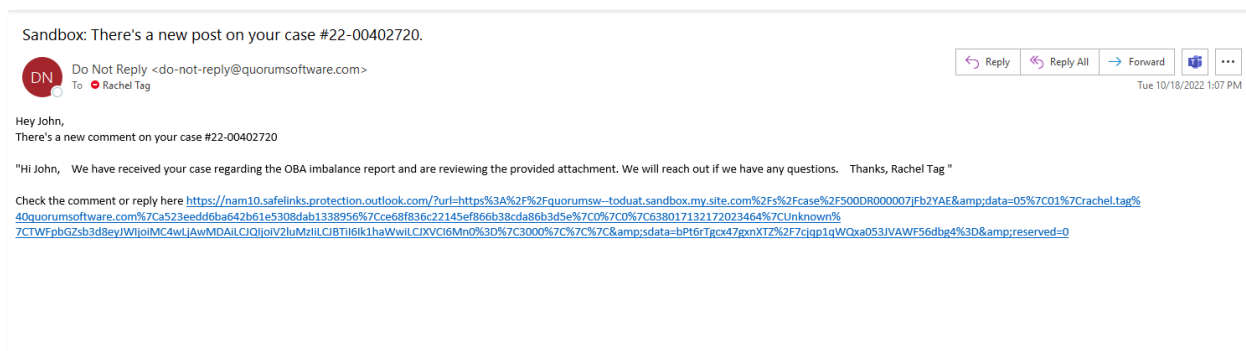 Sandbox: There's a new post on your case #22-00402720.
DN
Do Not Reply <do-not-reply@quorumsoftware.com>
To Rachel Tag
Reply
Reply All
Forward
Tue 10/18/2022 1:07 PM
Hey John,
There's a new comment on your case #22-00402720
"Hi John, We have received your case regarding the OBA imbalance report and are reviewing the provided attachment. We will reach out if we have any questions. Thanks, Rachel Tag "
Check the comment or reply here https://nam10.safelinks.protection.outlook.com/?url=https%3A%2F%2Fquorumsw--toduat.sandbox.my.site.com%2Fs%2Fcase%2F500DR000007jFb2YAE&amp;data=05%7C01%7Crachel.tag%
40quorumsoftware.com%7Ca523eedd6ba642b61e5308dab1338956%7Cce68f836c22145ef866b38cda86b3d5e%7C0%7C0%7C638017132172023464%7CUnknown%
7CTWFpbGZsb3d8eyJWIjoiMC4wLjAwMDAiLCJQIjoiV2luMzIiLCJBTiI6Ik1haWwiLCJXVCI6Mn0%3D%7C3000%7C%7C%7C&amp;sdata=bPt6rTgcx47gxnXTZ%2F7cjqp1qWQxa053JVAWF56dbg4%3D&amp;reserved=0